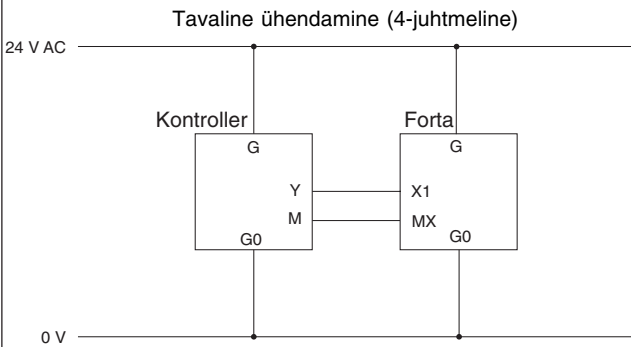 Tavaline ühendamine (4-juhtmeline)
24 V AC
Kontroller
Forta
G
G
Y
X1
M
MX
G0
G0
0 V